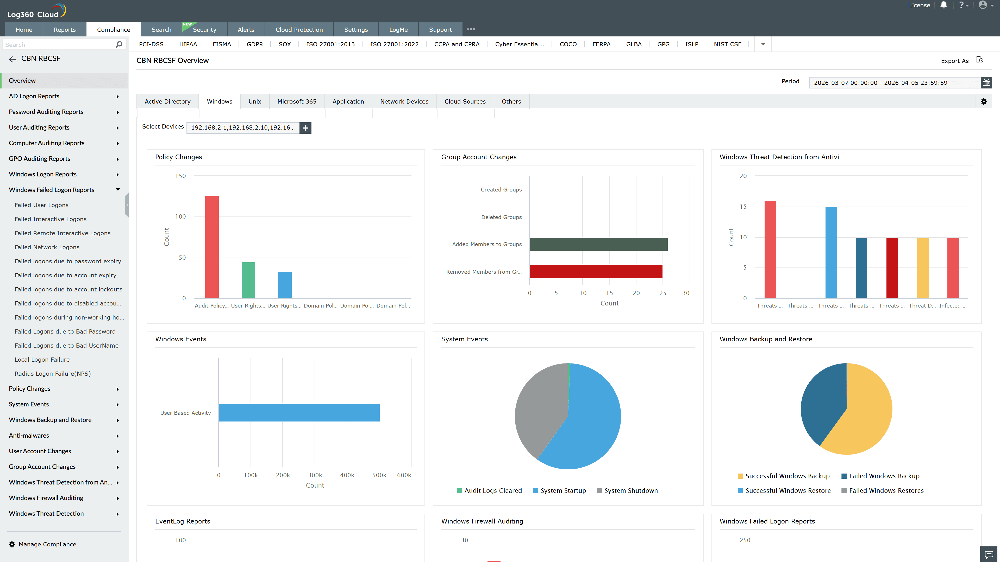 License
Log360 Cloud
Home
Reports
Compliance
Search
NEW
Security
Alerts
Cloud Protection
Settings
LogMe
Support
Search
PCI-DSS
HIPAA
FISMA
GDPR
SOX
ISO 27001:2013
ISO 27001:2022
CCPA and CPRA
Cyber Essentia...
COCO
FERPA
GLBA
GPG
ISLP
NIST CSF
CBN RBCSF
Overview
AD Logon Reports
Password Auditing Reports
User Auditing Reports
Computer Auditing Reports
GPO Auditing Reports
Windows Logon Reports
Windows Failed Logon Reports
Failed User Logons
Failed Interactive Logons
Failed Remote Interactive Logons
Failed Network Logons
Failed logons due to password expiry
Failed logons due to account expiry
Failed logons due to account lockouts
Failed logons due to disabled accou...
Failed logons during non-working ho...
Failed Logons due to Bad Password
Failed Logons due to Bad UserName
Local Logon Failure
Radius Logon Failure(NPS)
Policy Changes
System Events
Windows Backup and Restore
Anti-malwares
User Account Changes
Group Account Changes
Windows Threat Detection from An...
Windows Firewall Auditing
Windows Threat Detection
Manage Compliance
CBN RBCSF Overview
Export As
Period
2026-03-07 00:00:00 - 2026-04-05 23:59:59
Active Directory
Windows
Unix
Microsoft 365
Application
Network Devices
Cloud Sources
Others
Select Devices
192.168.2.1,192.168.2.10,192.16...
Policy Changes
150
100
50
0
Count
Audit Policy...
User Rights...
User Rights...
Domain Pol...
Domain Pol...
Domain Pol...
Group Account Changes
Created Groups
Deleted Groups
Added Members to Groups
Removed Members from Gr...
0
5
10
15
20
25
30
Count
Windows Threat Detection from Antivi...
20
15
10
5
0
Count
Threats ...
Threats ...
Threats ...
Threats ...
Threats ...
Threat D...
Infected ...
Windows Events
User Based Activity
0
100k
200k
300k
400k
500k
600k
Count
System Events
Audit Logs Cleared
System Startup
System Shutdown
Windows Backup and Restore
Successful Windows Backup
Failed Windows Backup
Successful Windows Restore
Failed Windows Restores
EventLog Reports
100
Windows Firewall Auditing
30
Windows Failed Logon Reports
250